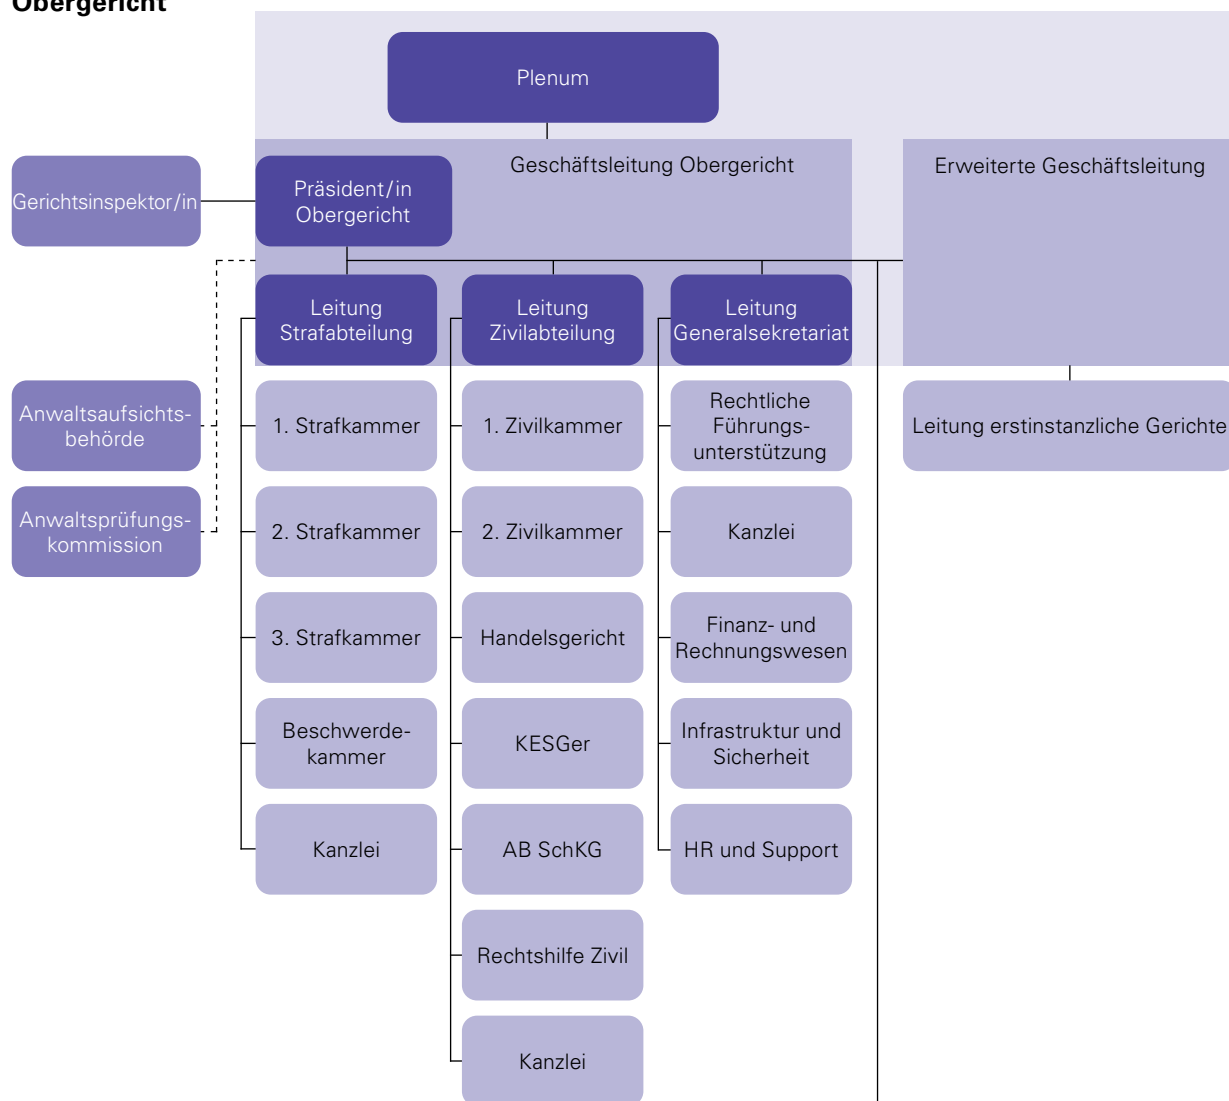 Obergericht
Plenum
Geschäftsleitung Obergericht
Erweiterte Geschäftsleitung
Gerichtsinspektor/in
Präsident/in
Obergericht
Leitung
Strafabteilung
Leitung
Zivilabteilung
Leitung
Generalsekretariat
Anwaltsaufsichts-
behörde
1. Strafkammer
1. Zivilkammer
Rechtliche
Führungs-
unterstützung
Leitung erstinstanzliche Gerichte
Anwaltsprüfungs-
kommission
2. Strafkammer
2. Zivilkammer
Kanzlei
3. Strafkammer
Handelsgericht
Finanz- und
Rechnungswesen
Beschwerde-
kammer
KESGer
Infrastruktur und
Sicherheit
Kanzlei
AB SchKG
HR und Support
Rechtshilfe Zivil
Kanzlei